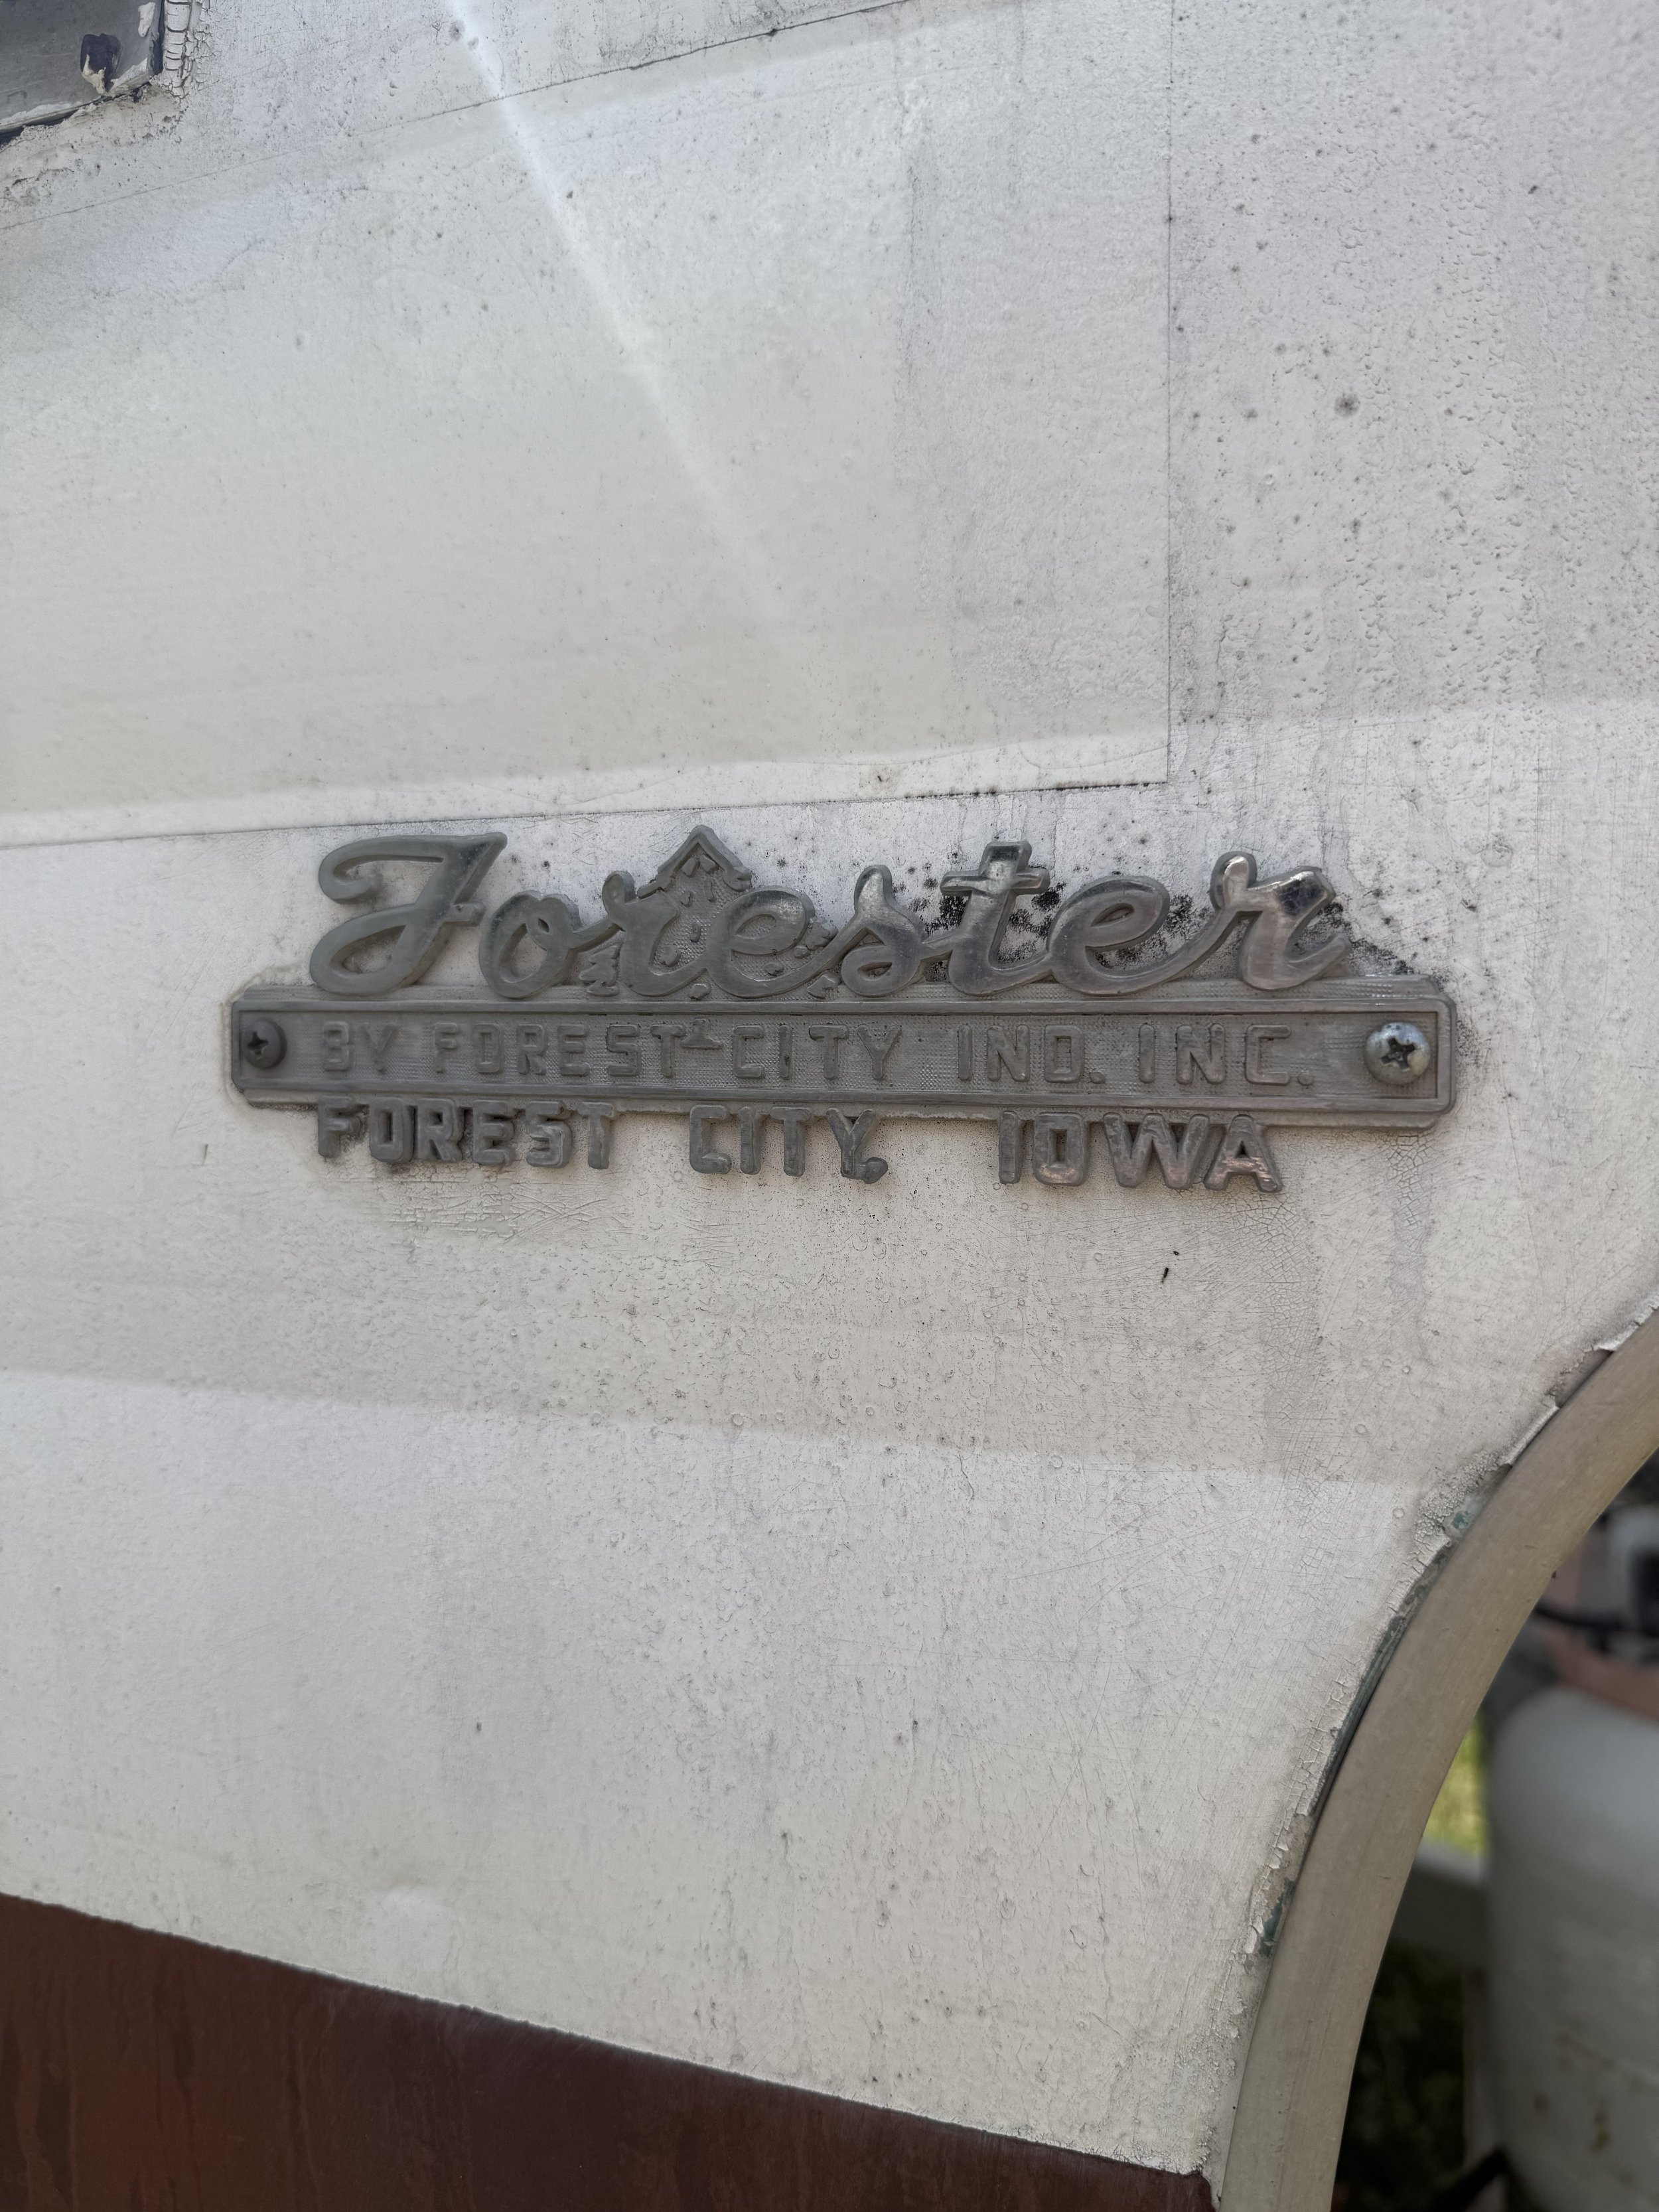 Forester
BY FOREST CITY IND. INC.
FOREST CITY, IOWA